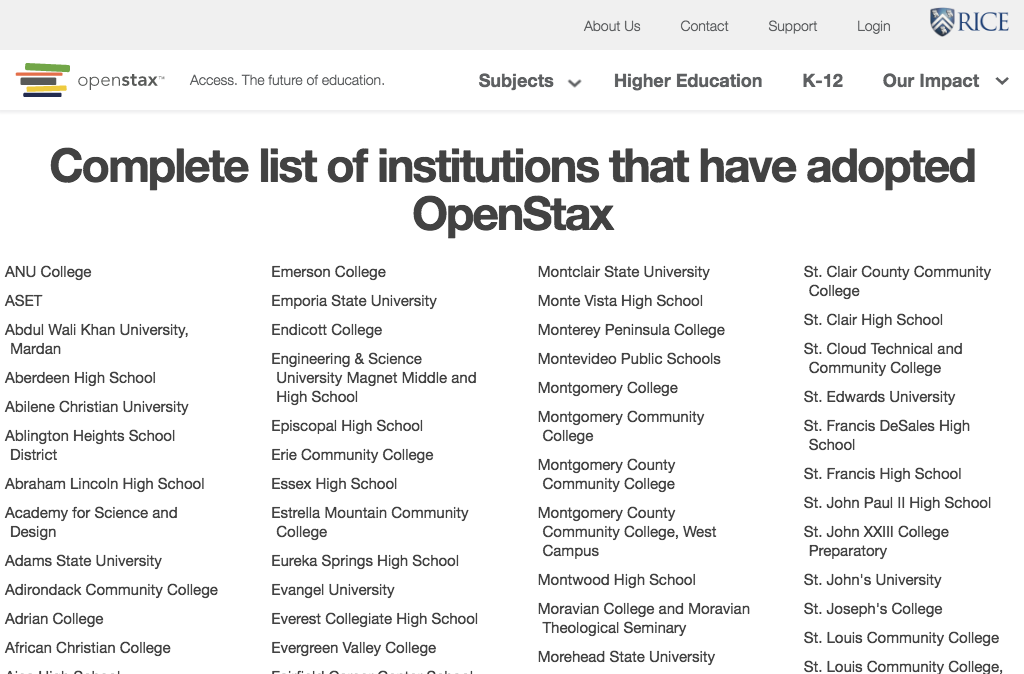 About Us
Contact
Support
Login
RICE
openstax™
Access. The future of education.
Subjects
Higher Education
K-12
Our Impact
Complete list of institutions that have adopted
OpenStax
ANU College
ASET
Abdul Wali Khan University,
Mardan
Aberdeen High School
Abilene Christian University
Ablington Heights School
District
Abraham Lincoln High School
Academy for Science and
Design
Adams State University
Adirondack Community College
Adrian College
African Christian College
Emerson College
Emporia State University
Endicott College
Engineering & Science
University Magnet Middle and
High School
Episcopal High School
Erie Community College
Essex High School
Estrella Mountain Community
College
Eureka Springs High School
Evangel University
Everest Collegiate High School
Evergreen Valley College
Montclair State University
Monte Vista High School
Monterey Peninsula College
Montevideo Public Schools
Montgomery College
Montgomery Community
College
Montgomery County
Community College
Montgomery County
Community College, West
Campus
Montwood High School
Moravian College and Moravian
Theological Seminary
Morehead State University
St. Clair County Community
College
St. Clair High School
St. Cloud Technical and
Community College
St. Edwards University
St. Francis DeSales High
School
St. Francis High School
St. John Paul II High School
St. John XXIII College
Preparatory
St. John's University
St. Joseph's College
St. Louis Community College
St. Louis Community College,